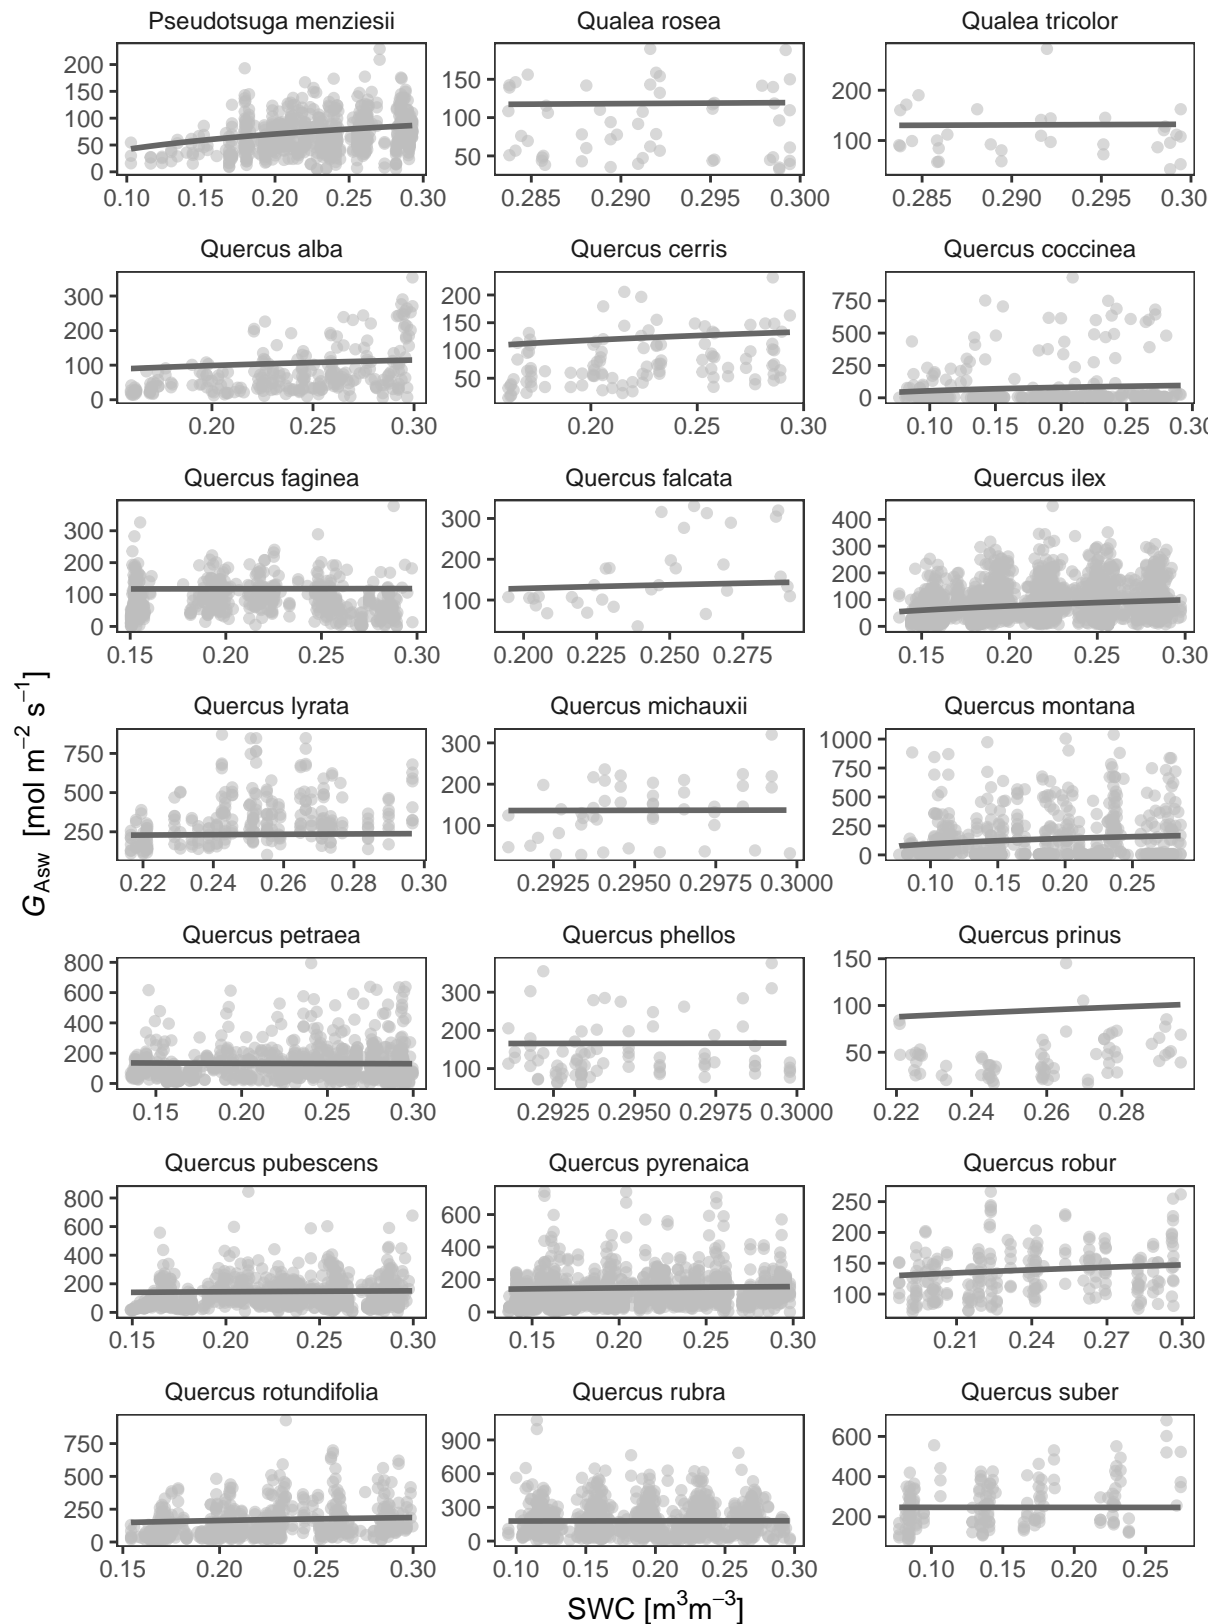 Pseudotsuga menziesii
Qualea rosea
Qualea tricolor
200
150
100
50
0
0.10 0.15 0.20 0.25 0.30
150
100
50
0.285 0.290 0.295 0.300
200
100
0.285 0.290 0.295 0.30
Quercus alba
Quercus cerris
Quercus coccinea
300
200
100
0
0.20 0.25 0.30
200
150
100
50
0.20 0.25 0.30
750
500
250
0
0.10 0.15 0.20 0.25 0.30
Quercus faginea
Quercus falcata
Quercus ilex
300
200
100
0
0.15 0.20 0.25 0.30
300
200
100
0.200 0.225 0.250 0.275
400
300
200
100
0
0.15 0.20 0.25 0.30
Quercus lyrata
Quercus michauxii
Quercus montana
750
500
250
0.22 0.24 0.26 0.28 0.30
300
200
100
0.2925 0.2950 0.2975 0.3000
1000
750
500
250
0
0.10 0.15 0.20 0.25
Quercus petraea
Quercus phellos
Quercus prinus
800
600
400
200
0
0.15 0.20 0.25 0.30
300
200
100
0.2925 0.2950 0.2975 0.3000
150
100
50
0.22 0.24 0.26 0.28
Quercus pubescens
Quercus pyrenaica
Quercus robur
800
600
400
200
0
0.15 0.20 0.25 0.30
600
400
200
0
0.15 0.20 0.25 0.30
250
200
150
100
0.21 0.24 0.27 0.30
Quercus rotundifolia
Quercus rubra
Quercus suber
750
500
250
0
0.15 0.20 0.25 0.30
900
600
300
0
0.10 0.15 0.20 0.25 0.30
600
400
200
0.10 0.15 0.20 0.25
G_Asw [mol m⁻² s⁻¹]
SWC [m³m⁻³]